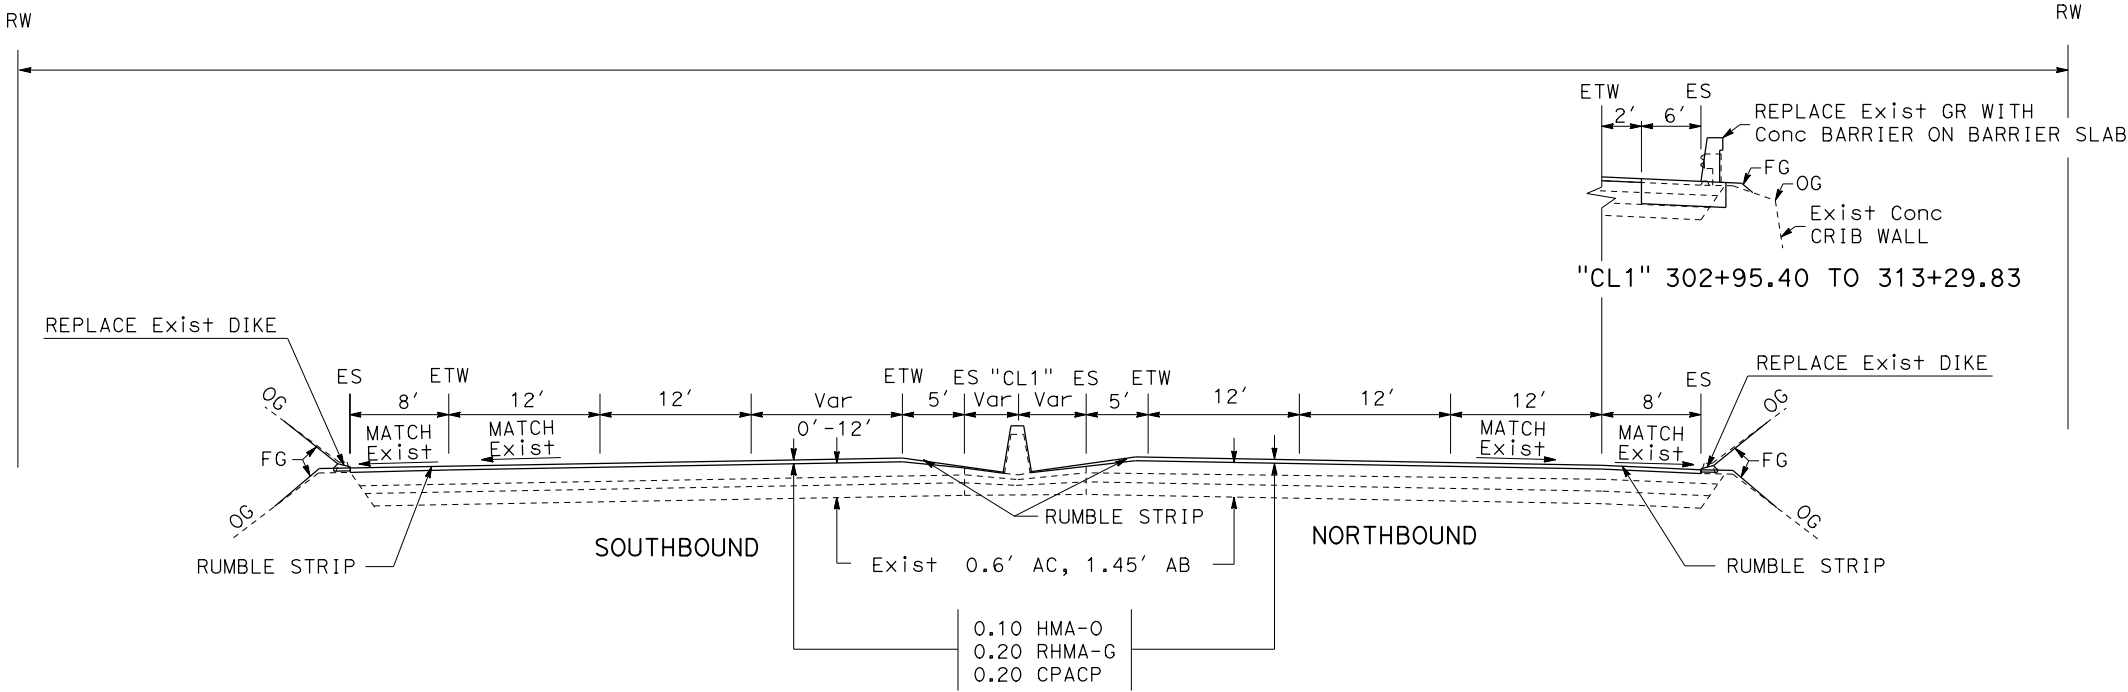 RW
RW
ETW
ES
2′
6′
REPLACE Exist GR WITH
Conc BARRIER ON BARRIER SLAB
FG
OG
Exist Conc
CRIB WALL
"CL1" 302+95.40 TO 313+29.83
REPLACE Exist DIKE
REPLACE Exist DIKE
ES
ETW
ETW
ES
"CL1"
ES
ETW
ES
OG
8′
12′
12′
Var
5′
Var
Var
5′
12′
12′
12′
8′
OG
0′-12′
MATCH
Exist
MATCH
Exist
MATCH
Exist
MATCH
Exist
FG
FG
OG
OG
RUMBLE STRIP
SOUTHBOUND
NORTHBOUND
RUMBLE STRIP
RUMBLE STRIP
Exist 0.6′ AC, 1.45′ AB
0.10 HMA-O
0.20 RHMA-G
0.20 CPACP